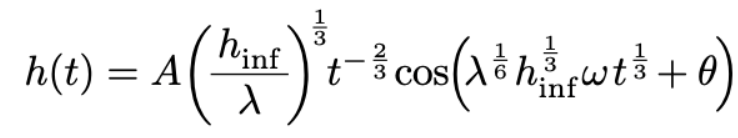 h(t) = A(h_inf/λ)^{1/3} t^{-2/3} cos(λ^{1/6} h_inf^{1/3} ω t^{1/3} + θ)